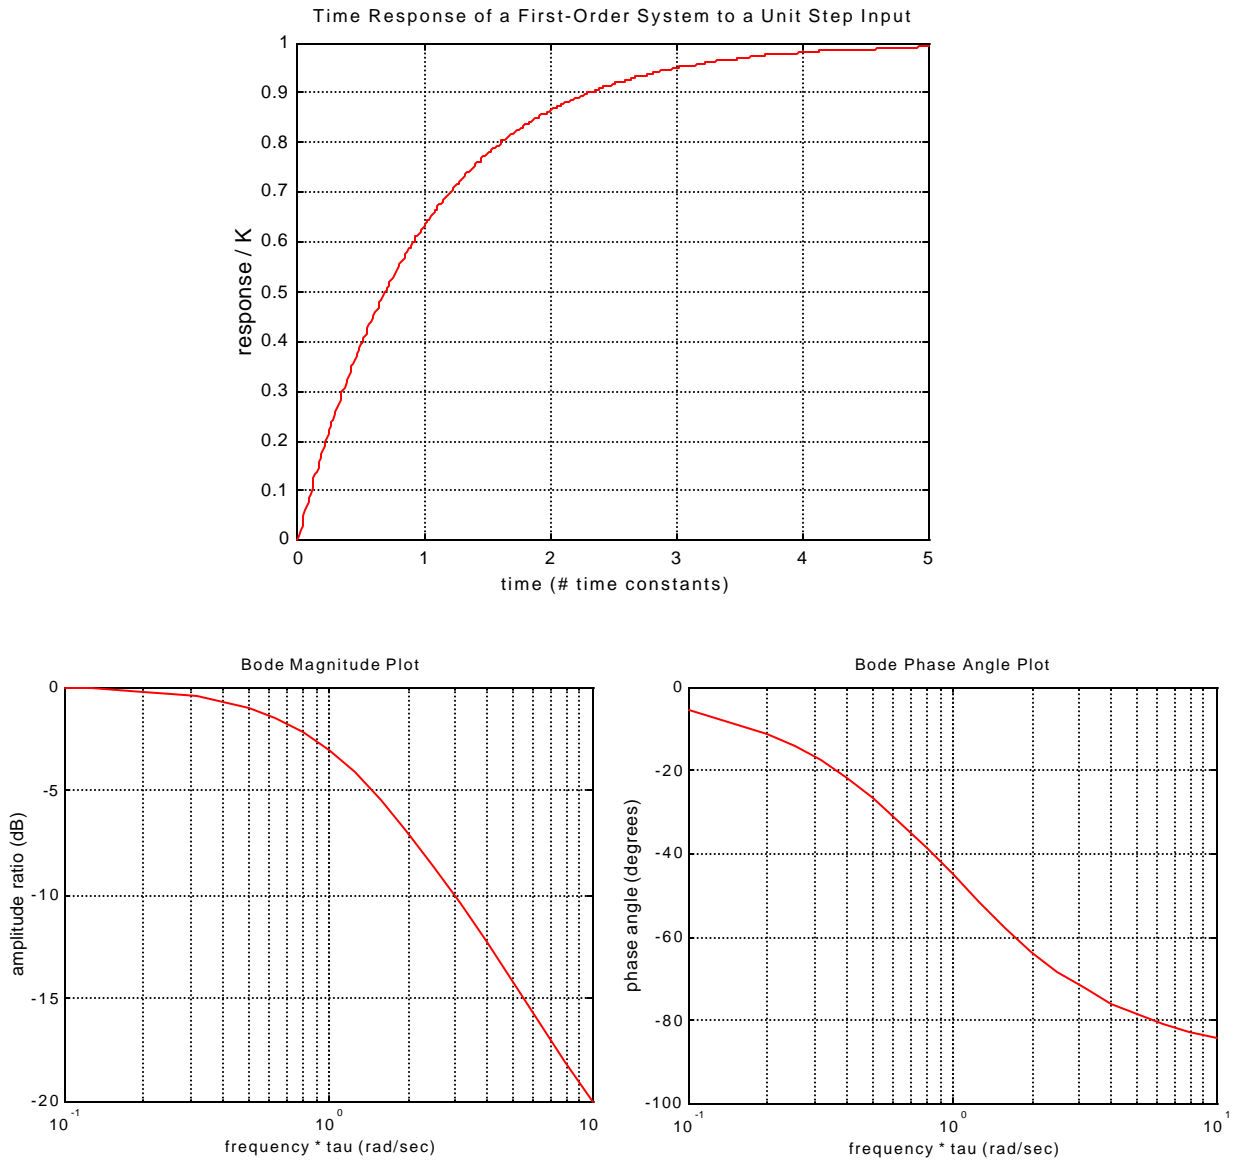 Time Response of a First-Order System to a Unit Step Input
1
0.9
0.8
0.7
0.6
0.5
0.4
0.3
0.2
0.1
0
response / K
0 1 2 3 4 5
time (# time constants)
Bode Magnitude Plot
0
-5
-10
-15
-20
amplitude ratio (dB)
10^-1 10^0 10
frequency * tau (rad/sec)
Bode Phase Angle Plot
0
-20
-40
-60
-80
-100
phase angle (degrees)
10^-1 10^0 10^1
frequency * tau (rad/sec)